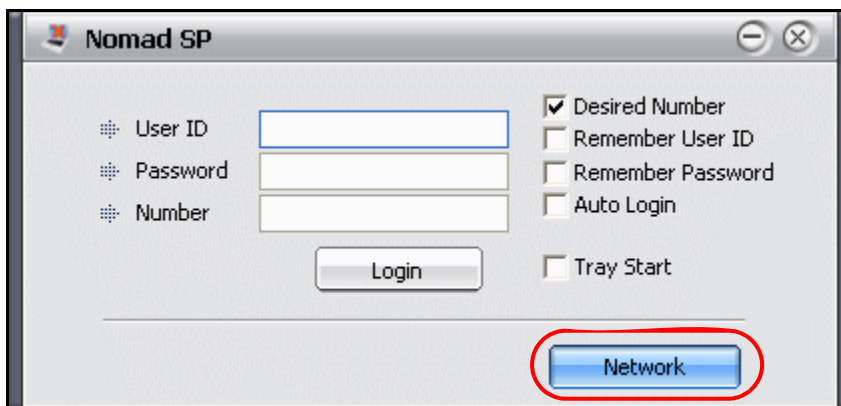 Nomad SP
User ID
Password
Number
Desired Number
Remember User ID
Remember Password
Auto Login
Login
Tray Start
Network